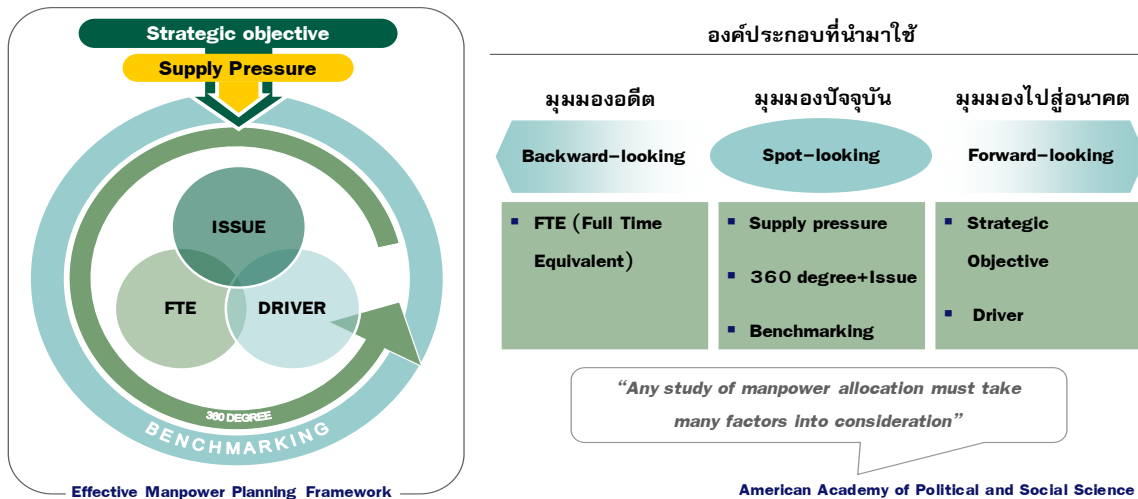 Strategic objective
Supply Pressure
ISSUE
FTE
DRIVER
360 DEGREE
BENCHMARKING
Effective Manpower Planning Framework
องค์ประกอบที่นำมาใช้
มุมมองอดีต
มุมมองปัจจุบัน
มุมมองไปสู่อนาคต
Backward-looking
Spot-looking
Forward-looking
▪ FTE (Full Time
Equivalent)
▪ Supply pressure
▪ 360 degree+Issue
▪ Benchmarking
▪ Strategic
Objective
▪ Driver
“Any study of manpower allocation must take
many factors into consideration”
American Academy of Political and Social Science